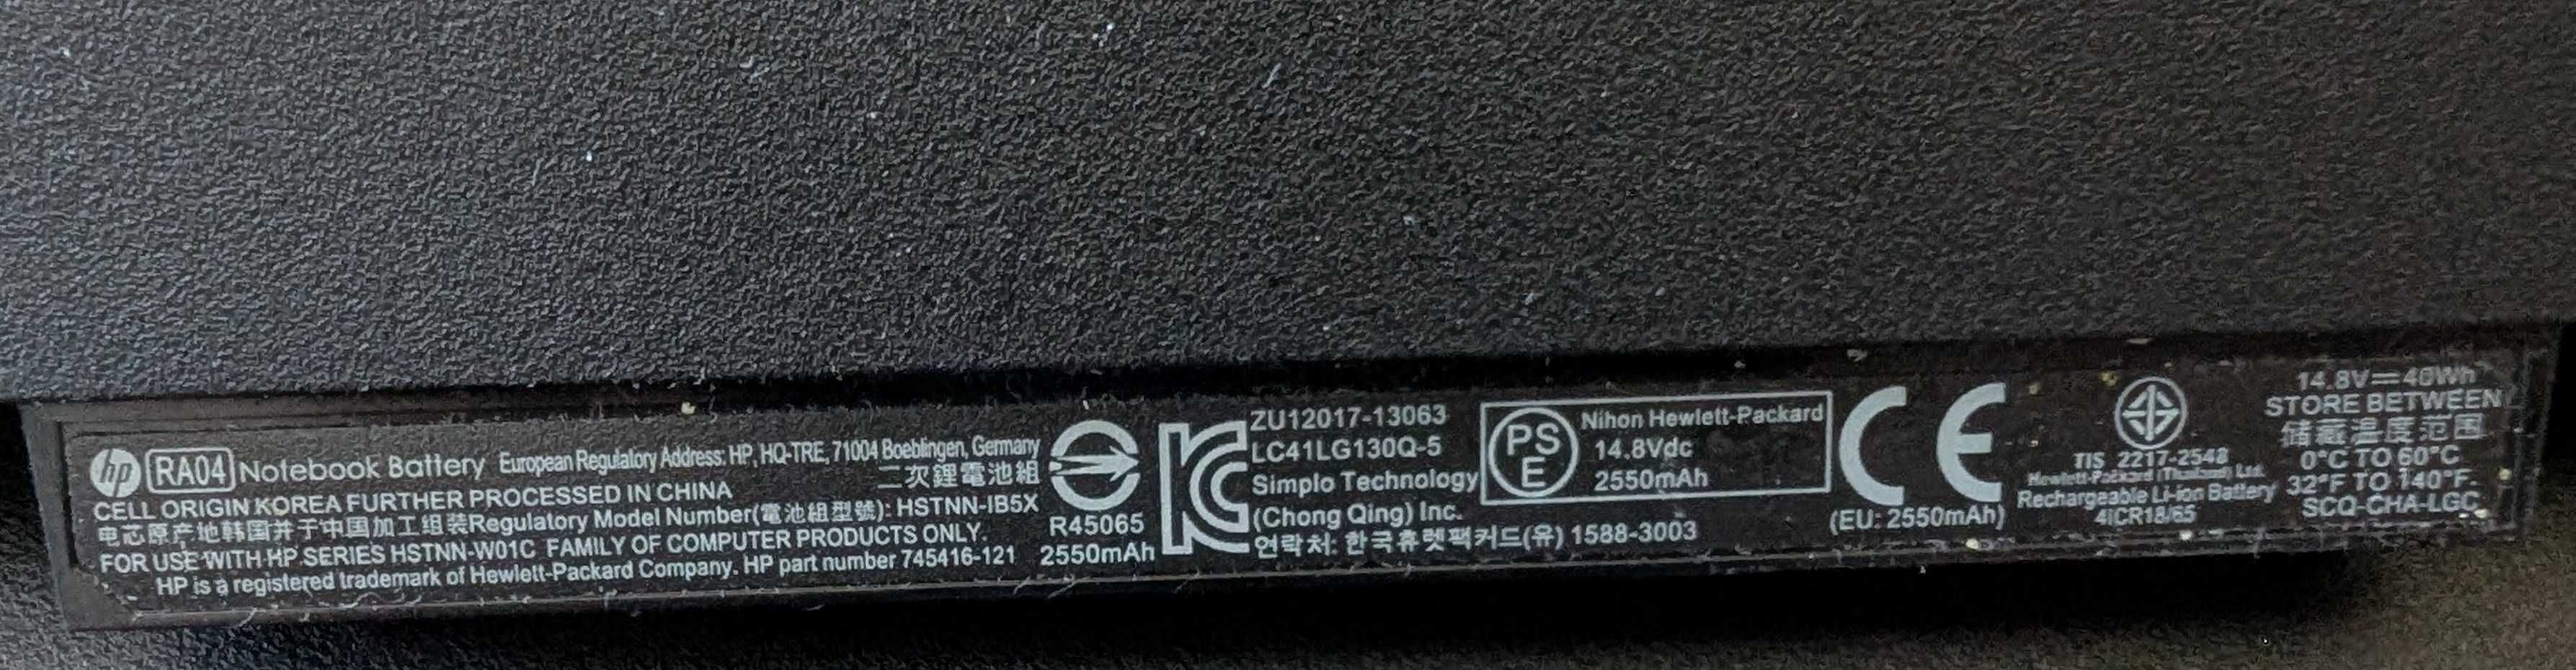 hp RA04 Notebook Battery European Regulatory Address: HP, HQ-TRE, 71004 Boeblingen, Germany
二次鋰電池組
CELL ORIGIN KOREA FURTHER PROCESSED IN CHINA
电芯原产地韩国并于中国加工组装Regulatory Model Number(電池組型號): HSTNN-IB5X
FOR USE WITH HP SERIES HSTNN-W01C FAMILY OF COMPUTER PRODUCTS ONLY.
HP is a registered trademark of Hewlett-Packard Company. HP part number 745416-121
R45065
2550mAh
ZU12017-13063
LC41LG130Q-5
Simplo Technology
(Chong Qing) Inc.
연락처: 한국휴렛팩커드(유) 1588-3003
PS
E
Nihon Hewlett-Packard
14.8Vdc
2550mAh
CE
(EU: 2550mAh)
TIS 2217-2548
Hewlett-Packard (Thailand) Ltd.
Rechargeable Li-ion Battery
4ICR18/65
14.8V⎓40Wh
STORE BETWEEN
储藏温度范围
0°C TO 60°C
32°F TO 140°F.
SCQ-CHA-LGC